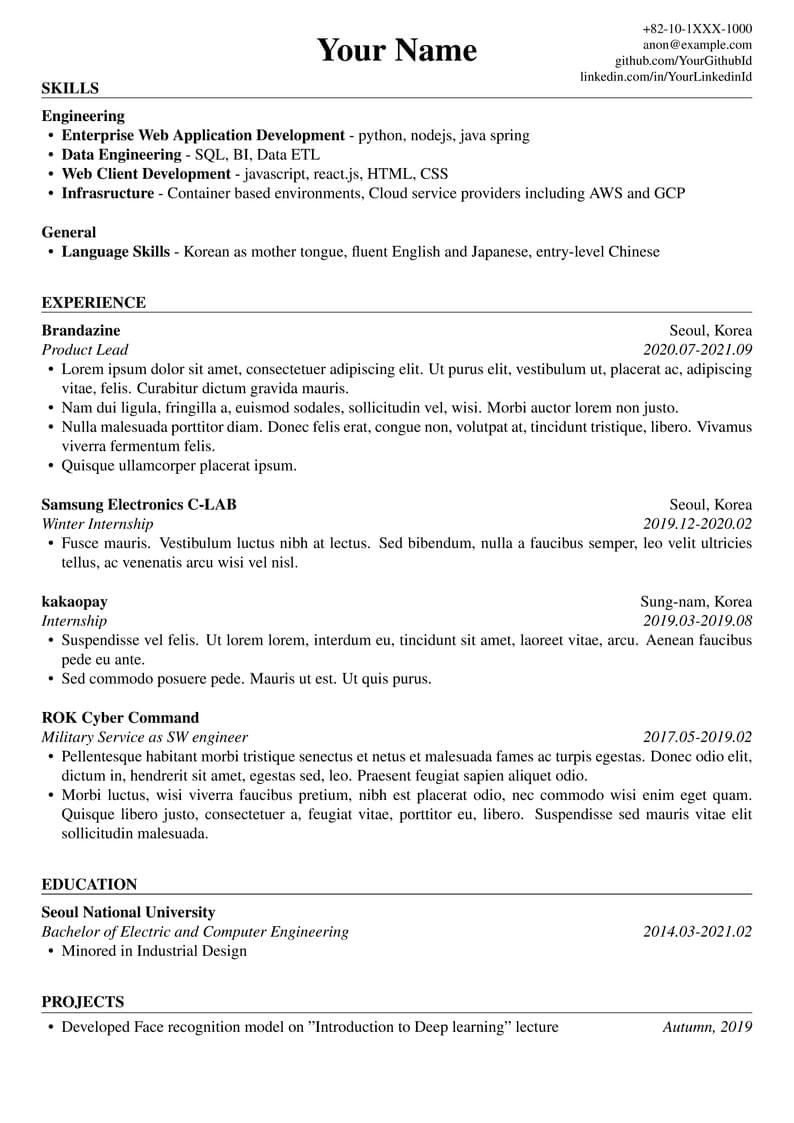 Your Name
+82-10-1XXX-1000
anon@example.com
github.com/YourGithubId
linkedin.com/in/YourLinkedinId
SKILLS
Engineering
• Enterprise Web Application Development - python, nodejs, java spring
• Data Engineering - SQL, BI, Data ETL
• Web Client Development - javascript, react.js, HTML, CSS
• Infrasructure - Container based environments, Cloud service providers including AWS and GCP
General
• Language Skills - Korean as mother tongue, fluent English and Japanese, entry-level Chinese
EXPERIENCE
Brandazine Seoul, Korea
Product Lead 2020.07-2021.09
• Lorem ipsum dolor sit amet, consectetuer adipiscing elit. Ut purus elit, vestibulum ut, placerat ac, adipiscing
vitae, felis. Curabitur dictum gravida mauris.
• Nam dui ligula, fringilla a, euismod sodales, sollicitudin vel, wisi. Morbi auctor lorem non justo.
• Nulla malesuada porttitor diam. Donec felis erat, congue non, volutpat at, tincidunt tristique, libero. Vivamus
viverra fermentum felis.
• Quisque ullamcorper placerat ipsum.
Samsung Electronics C-LAB Seoul, Korea
Winter Internship 2019.12-2020.02
• Fusce mauris. Vestibulum luctus nibh at lectus. Sed bibendum, nulla a faucibus semper, leo velit ultricies
tellus, ac venenatis arcu wisi vel nisl.
kakaopay Sung-nam, Korea
Internship 2019.03-2019.08
• Suspendisse vel felis. Ut lorem lorem, interdum eu, tincidunt sit amet, laoreet vitae, arcu. Aenean faucibus
pede eu ante.
• Sed commodo posuere pede. Mauris ut est. Ut quis purus.
ROK Cyber Command
Military Service as SW engineer 2017.05-2019.02
• Pellentesque habitant morbi tristique senectus et netus et malesuada fames ac turpis egestas. Donec odio elit,
dictum in, hendrerit sit amet, egestas sed, leo. Praesent feugiat sapien aliquet odio.
• Morbi luctus, wisi viverra faucibus pretium, nibh est placerat odio, nec commodo wisi enim eget quam.
Quisque libero justo, consectetuer a, feugiat vitae, porttitor eu, libero. Suspendisse sed mauris vitae elit
sollicitudin malesuada.
EDUCATION
Seoul National University
Bachelor of Electric and Computer Engineering 2014.03-2021.02
• Minored in Industrial Design
PROJECTS
• Developed Face recognition model on ”Introduction to Deep learning” lecture Autumn, 2019